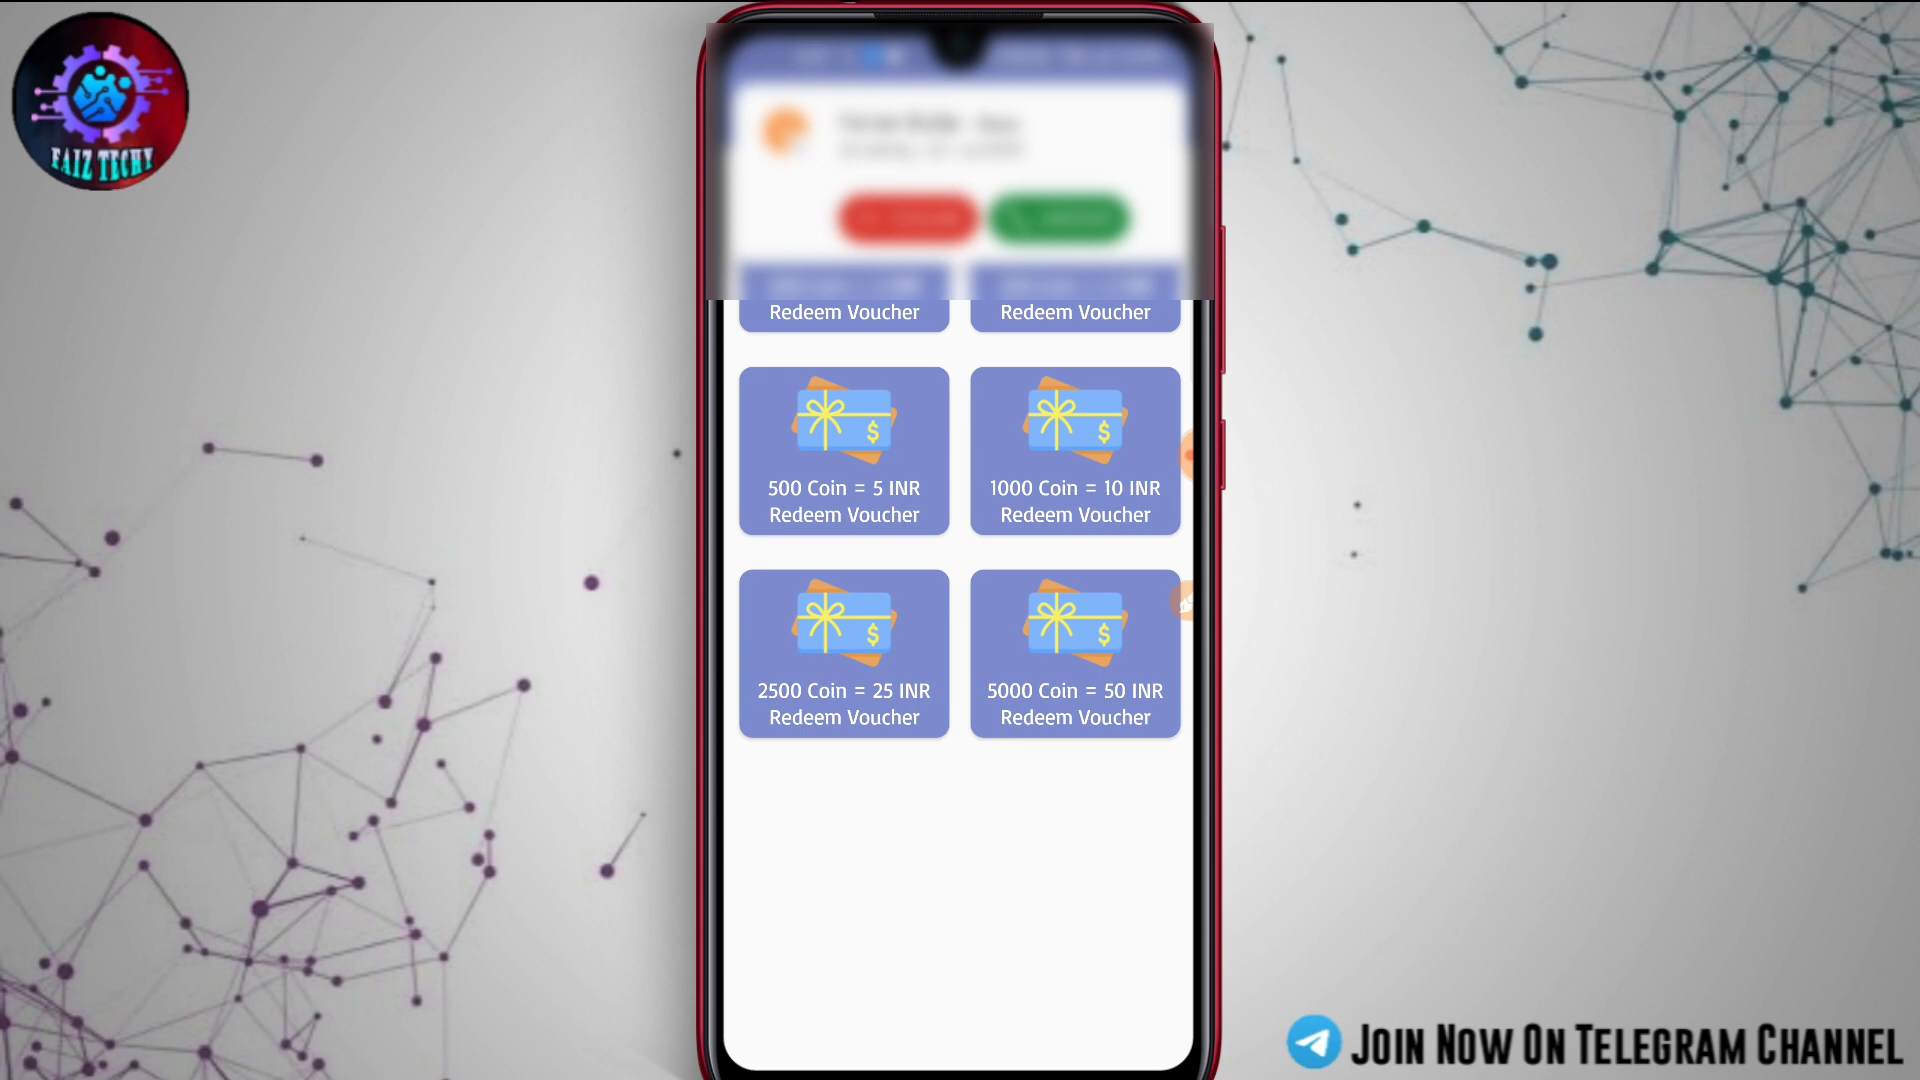 FAIZ TECHY
Redeem Voucher
Redeem Voucher
500 Coin = 5 INR
Redeem Voucher
1000 Coin = 10 INR
Redeem Voucher
2500 Coin = 25 INR
Redeem Voucher
5000 Coin = 50 INR
Redeem Voucher
JOIN NOW ON TELEGRAM CHANNEL